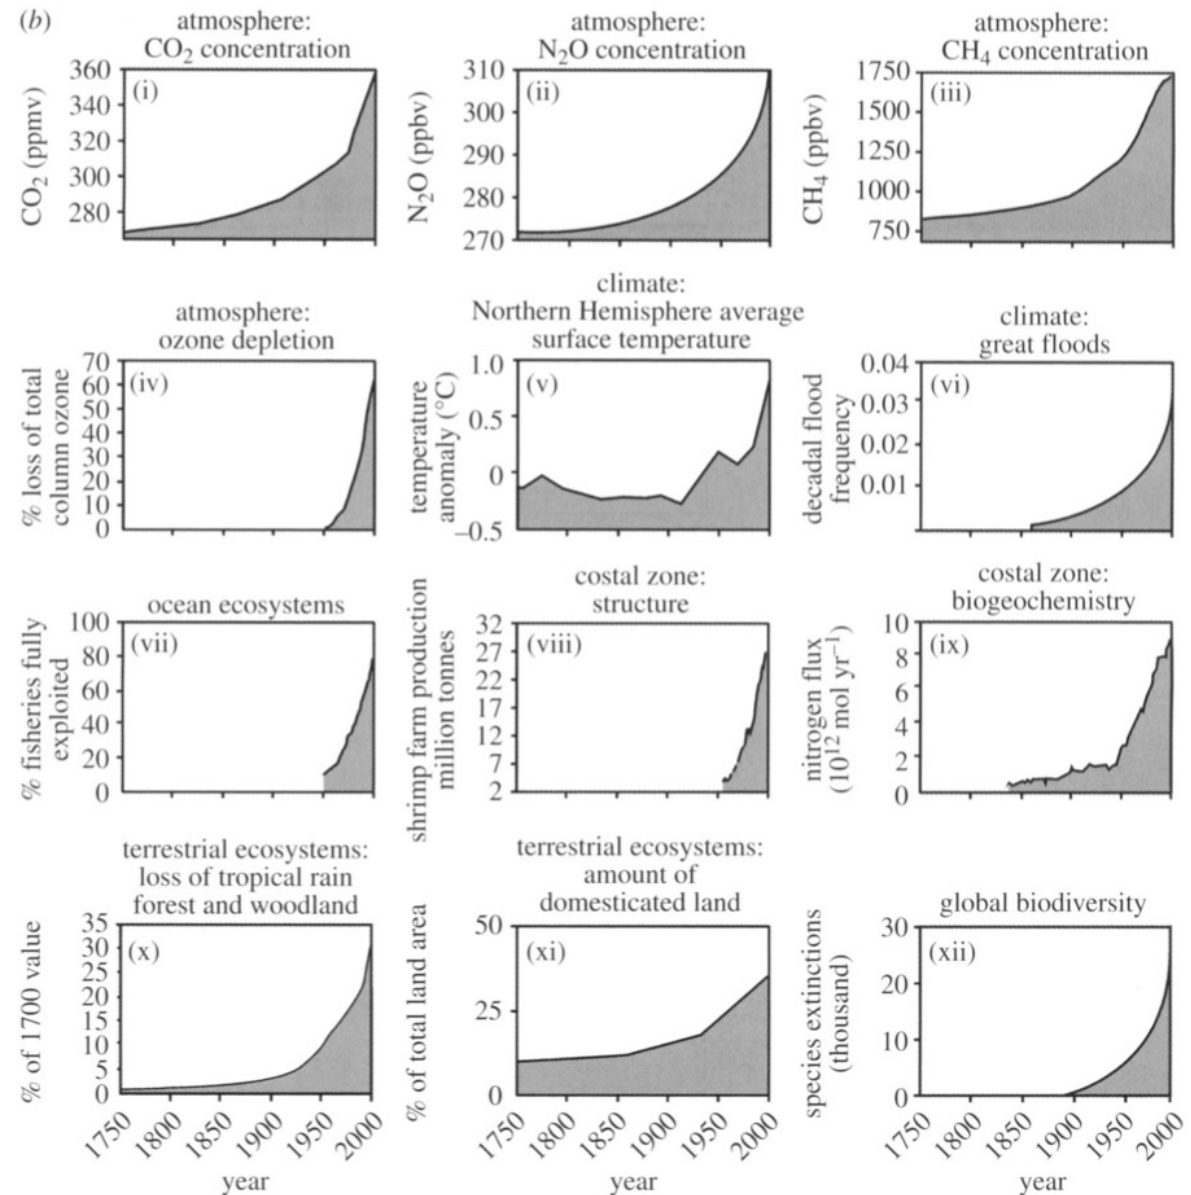 (b)
atmosphere:
CO₂ concentration
CO₂ (ppmv)
360
340
320
300
280
(i)
atmosphere:
N₂O concentration
N₂O (ppbv)
310
300
290
280
270
(ii)
atmosphere:
CH₄ concentration
CH₄ (ppbv)
1750
1500
1250
1000
750
(iii)
atmosphere:
ozone depletion
% loss of total
column ozone
70
60
50
40
30
20
10
0
(iv)
climate:
Northern Hemisphere average
surface temperature
temperature
anomaly (°C)
1.0
0.5
0
–0.5
(v)
climate:
great floods
decadal flood
frequency
0.04
0.03
0.02
0.01
(vi)
ocean ecosystems
% fisheries fully
exploited
100
80
60
40
20
0
(vii)
costal zone:
structure
shrimp farm production
million tonnes
32
27
22
17
12
7
2
(viii)
costal zone:
biogeochemistry
nitrogen flux
(10¹² mol yr⁻¹)
10
8
6
4
2
0
(ix)
terrestrial ecosystems:
loss of tropical rain
forest and woodland
% of 1700 value
35
30
25
20
15
10
5
0
(x)
1750
1800
1850
1900
1950
2000
year
terrestrial ecosystems:
amount of
domesticated land
% of total land area
50
25
0
(xi)
1750
1800
1850
1900
1950
2000
year
global biodiversity
species extinctions
(thousand)
30
20
10
0
(xii)
1750
1800
1850
1900
1950
2000
year